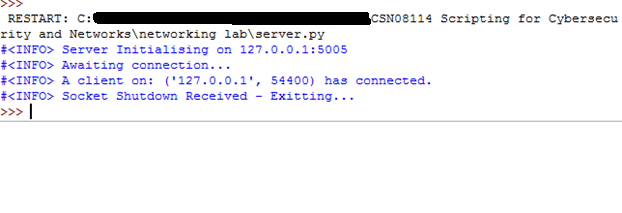 >>>
RESTART: C: CSN08114 Scripting for Cybersecu
rity and Networks\networking lab\server.py
#<INFO> Server Initialising on 127.0.0.1:5005
#<INFO> Awaiting connection...
#<INFO> A client on: ('127.0.0.1', 54400) has connected.
#<INFO> Socket Shutdown Received - Exitting...
>>>